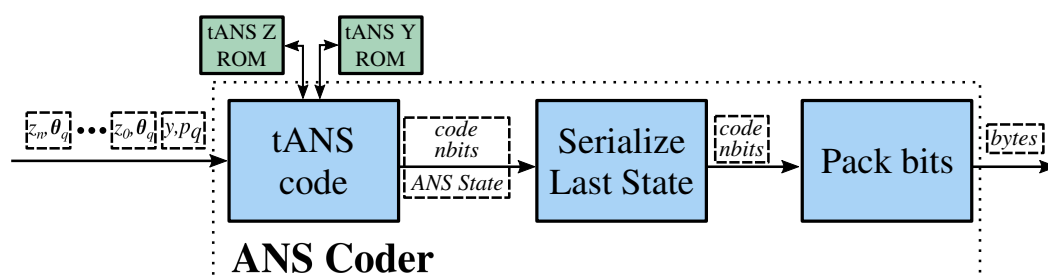 tANS Z
ROM
tANS Y
ROM
z_n,θ_q ••• z_0,θ_q y,p_q
tANS
code
code
nbits
ANS State
Serialize
Last State
code
nbits
Pack bits
bytes
ANS Coder